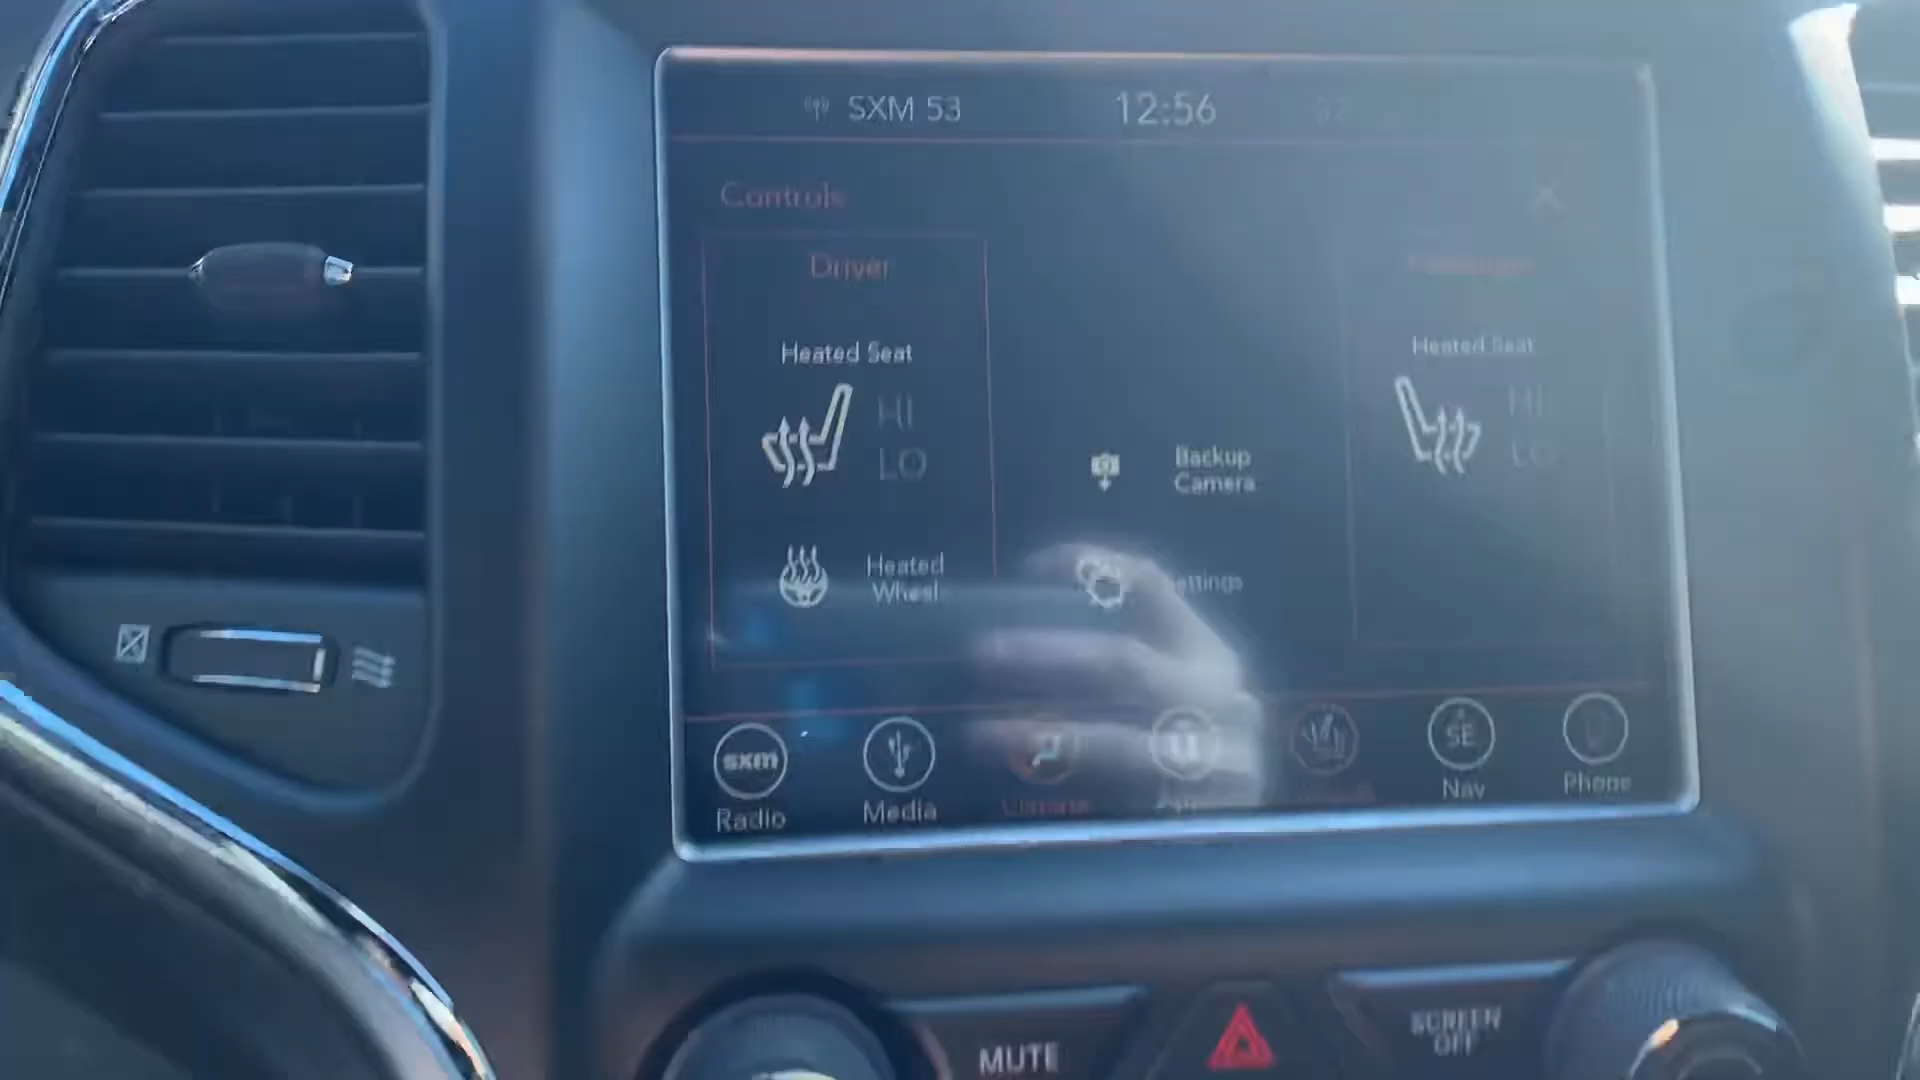 SXM 53
12:56
Controls
Driver
Heated Seat
Heated Seat
HI
LO
HI
LO
Backup
Camera
Heated
Wheel
sxm
SE
Radio
Media
Climate
Nav
Phone
MUTE
SCREEN
OFF